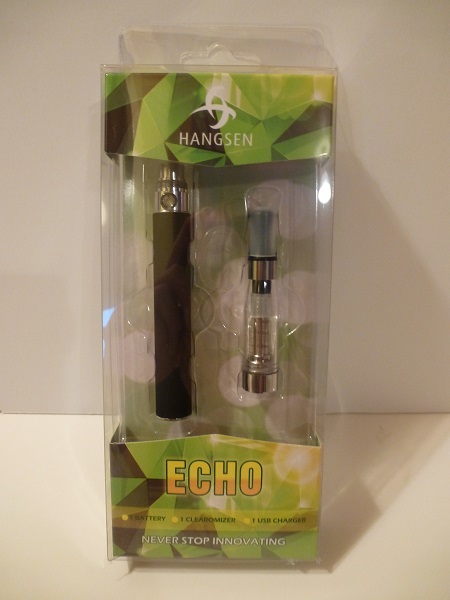 HANGSEN
ECHO
1 BATTERY 1 CLEAROMIZER 1 USB CHARGER
NEVER STOP INNOVATING